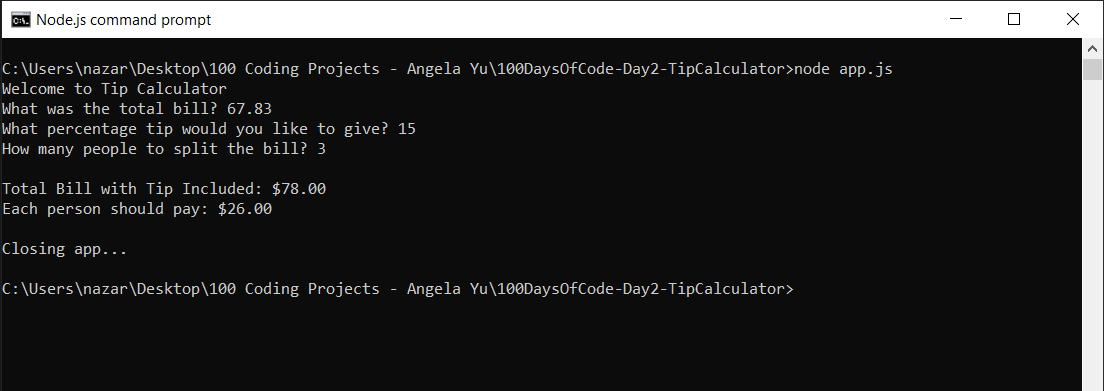 Node.js command prompt
C:\Users\nazar\Desktop\100 Coding Projects - Angela Yu\100DaysOfCode-Day2-TipCalculator>node app.js
Welcome to Tip Calculator
What was the total bill? 67.83
What percentage tip would you like to give? 15
How many people to split the bill? 3
Total Bill with Tip Included: $78.00
Each person should pay: $26.00
Closing app...
C:\Users\nazar\Desktop\100 Coding Projects - Angela Yu\100DaysOfCode-Day2-TipCalculator>